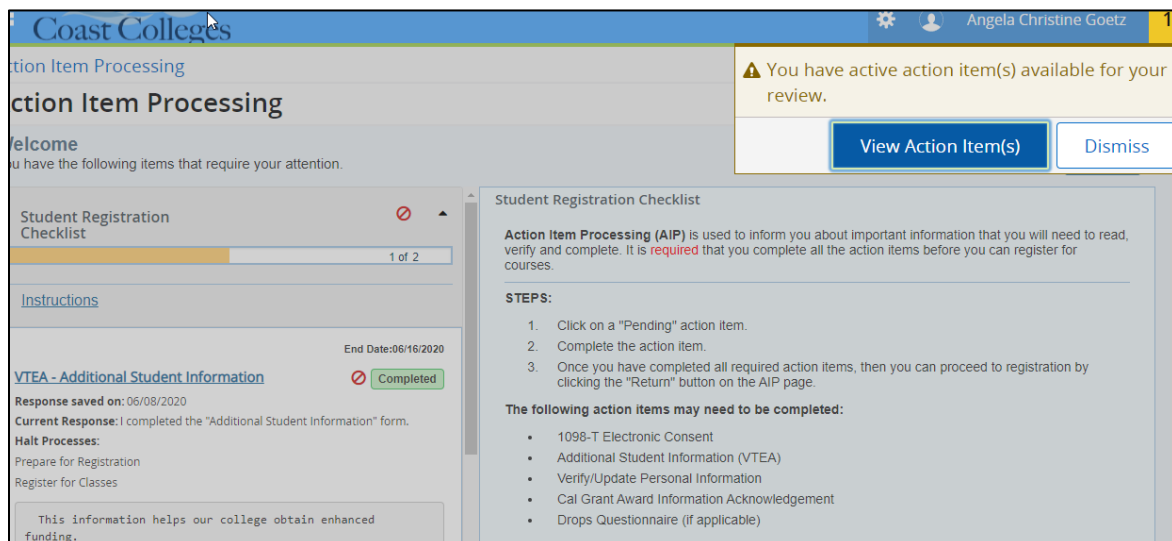 Coast Colleges
Angela Christine Goetz
1
ction Item Processing
You have active action item(s) available for your
review.
View Action Item(s)
Dismiss
ction Item Processing
elcome
ou have the following items that require your attention.
Student Registration
Checklist
1 of 2
Instructions
End Date:06/16/2020
VTEA - Additional Student Information
Completed
Response saved on: 06/08/2020
Current Response: I completed the "Additional Student Information" form.
Halt Processes:
Prepare for Registration
Register for Classes
This information helps our college obtain enhanced
funding.
Student Registration Checklist
Action Item Processing (AIP) is used to inform you about important information that you will need to read,
verify and complete. It is required that you complete all the action items before you can register for
courses.
STEPS:
1. Click on a "Pending" action item.
2. Complete the action item.
3. Once you have completed all required action items, then you can proceed to registration by
clicking the "Return" button on the AIP page.
The following action items may need to be completed:
• 1098-T Electronic Consent
• Additional Student Information (VTEA)
• Verify/Update Personal Information
• Cal Grant Award Information Acknowledgement
• Drops Questionnaire (if applicable)